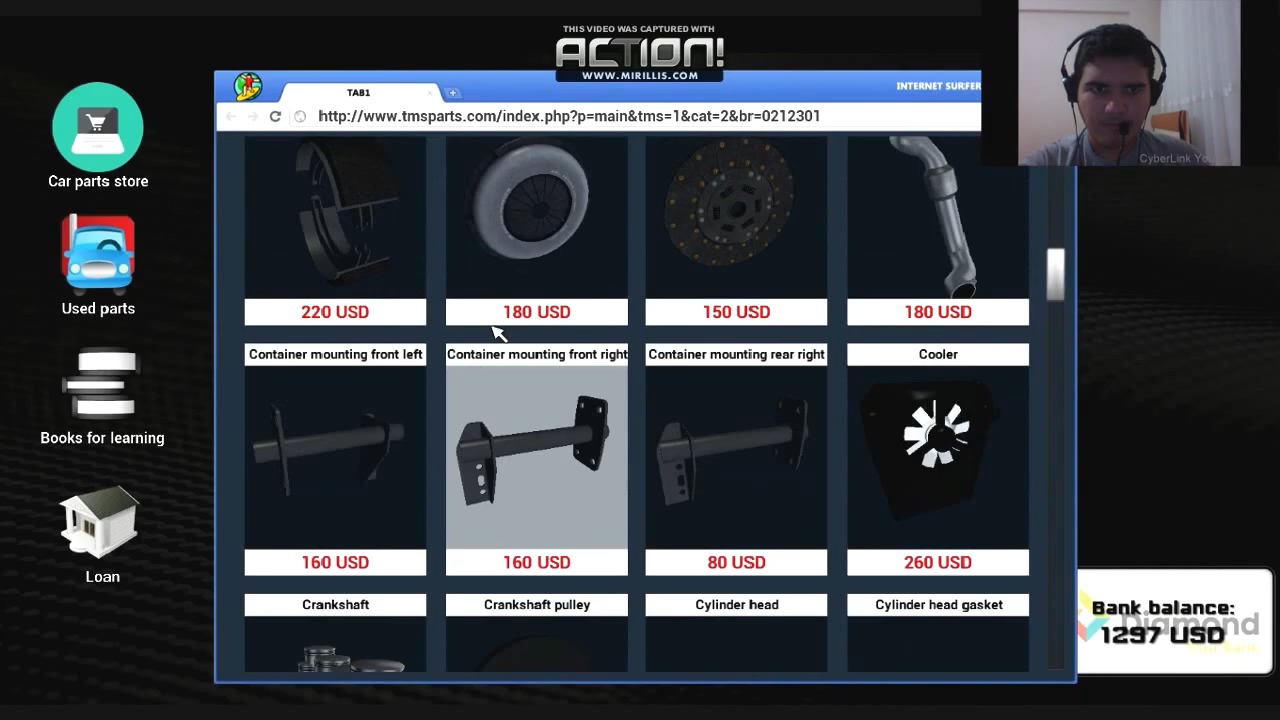 THIS VIDEO WAS CAPTURED WITH
ACTION!
WWW.MIRILLIS.COM
TAB1
INTERNET SURFER
http://www.tmsparts.com/index.php?p=main&tms=1&cat=2&br=0212301
CyberLink
Car parts store
Used parts
Books for learning
Loan
220 USD
180 USD
150 USD
180 USD
Container mounting front left
Container mounting front right
Container mounting rear right
Cooler
160 USD
160 USD
80 USD
260 USD
Crankshaft
Crankshaft pulley
Cylinder head
Cylinder head gasket
Bank balance:
Diamond
1297 USD